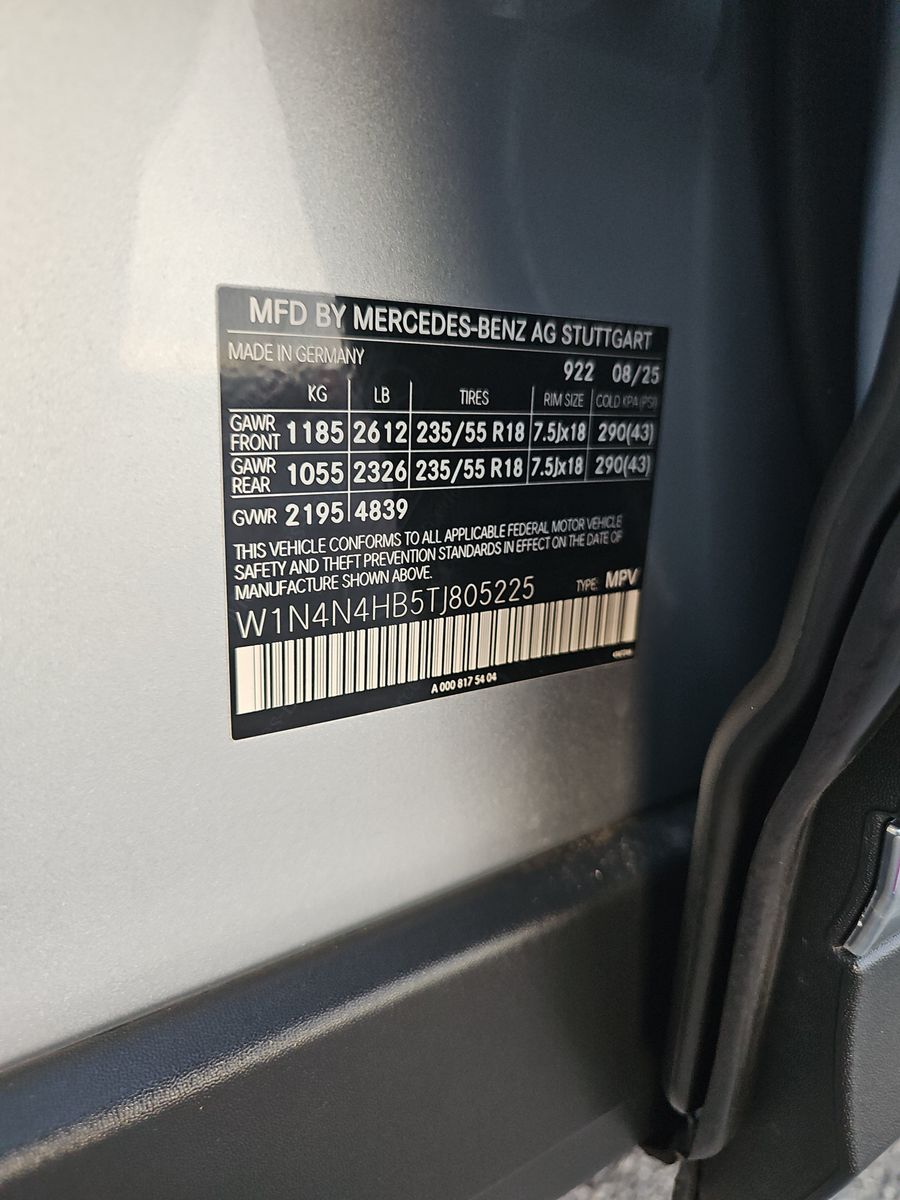 MFD BY MERCEDES-BENZ AG STUTTGART
MADE IN GERMANY
922 08/25
KG LB TIRES RIM SIZE COLD KPA (PSI)
GAWR FRONT 1185 2612 235/55 R18 7.5Jx18 290(43)
GAWR REAR 1055 2326 235/55 R18 7.5Jx18 290(43)
GVWR 2195 4839
THIS VEHICLE CONFORMS TO ALL APPLICABLE FEDERAL MOTOR VEHICLE
SAFETY AND THEFT PREVENTION STANDARDS IN EFFECT ON THE DATE OF
MANUFACTURE SHOWN ABOVE.
TYPE: MPV
W1N4N4HB5TJ805225
A 000 817 54 04